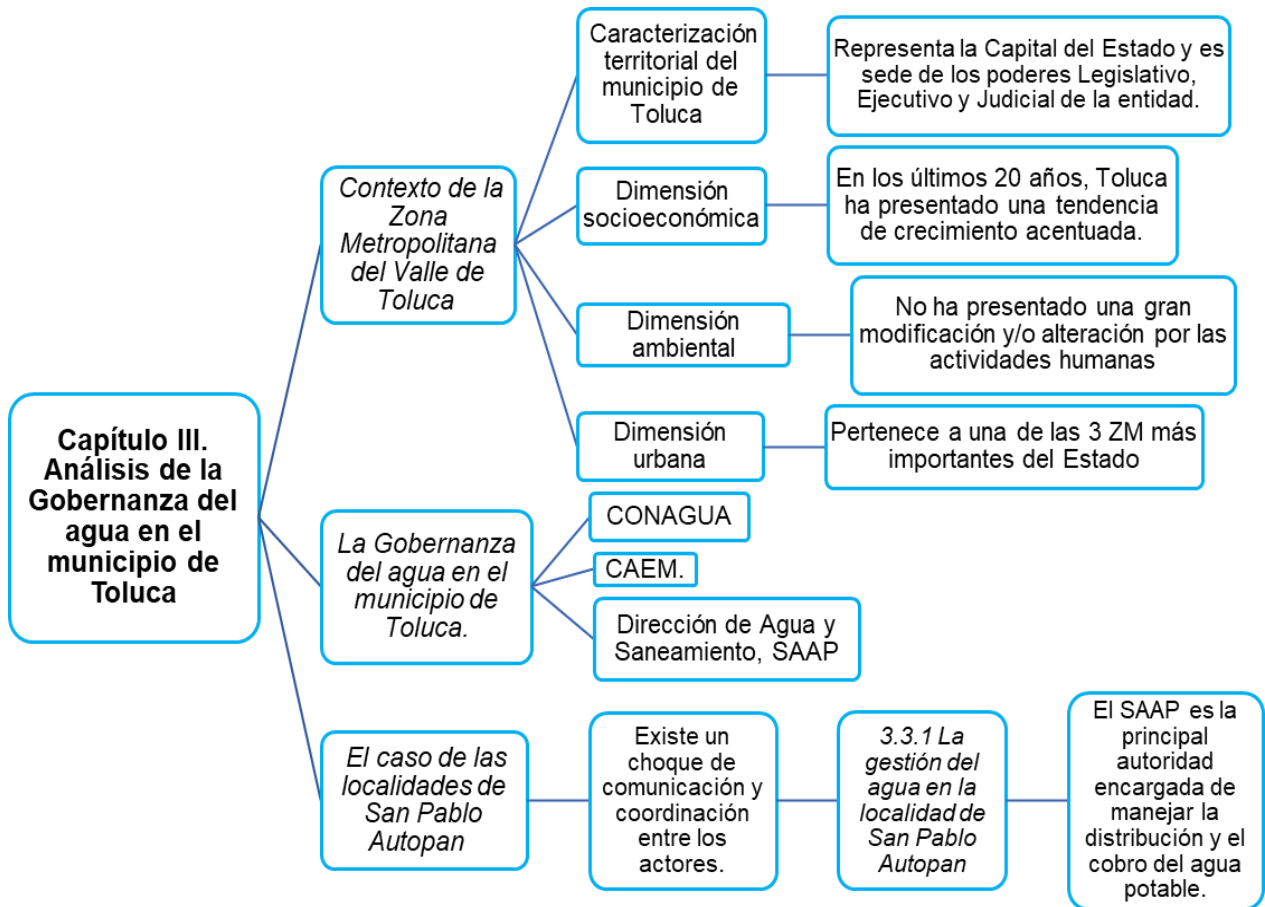 Capítulo III.
Análisis de la
Gobernanza del
agua en el
municipio de
Toluca
Contexto de la
Zona
Metropolitana
del Valle de
Toluca
Caracterización
territorial del
municipio de
Toluca
Representa la Capital del Estado y es
sede de los poderes Legislativo,
Ejecutivo y Judicial de la entidad.
Dimensión
socioeconómica
En los últimos 20 años, Toluca
ha presentado una tendencia
de crecimiento acentuada.
Dimensión
ambiental
No ha presentado una gran
modificación y/o alteración por las
actividades humanas
Dimensión
urbana
Pertenece a una de las 3 ZM más
importantes del Estado
La Gobernanza
del agua en el
municipio de
Toluca.
CONAGUA
CAEM.
Dirección de Agua y
Saneamiento, SAAP
El caso de las
localidades de
San Pablo
Autopan
Existe un
choque de
comunicación y
coordinación
entre los
actores.
3.3.1 La
gestión del
agua en la
localidad de
San Pablo
Autopan
El SAAP es la
principal
autoridad
encargada de
manejar la
distribución y el
cobro del agua
potable.